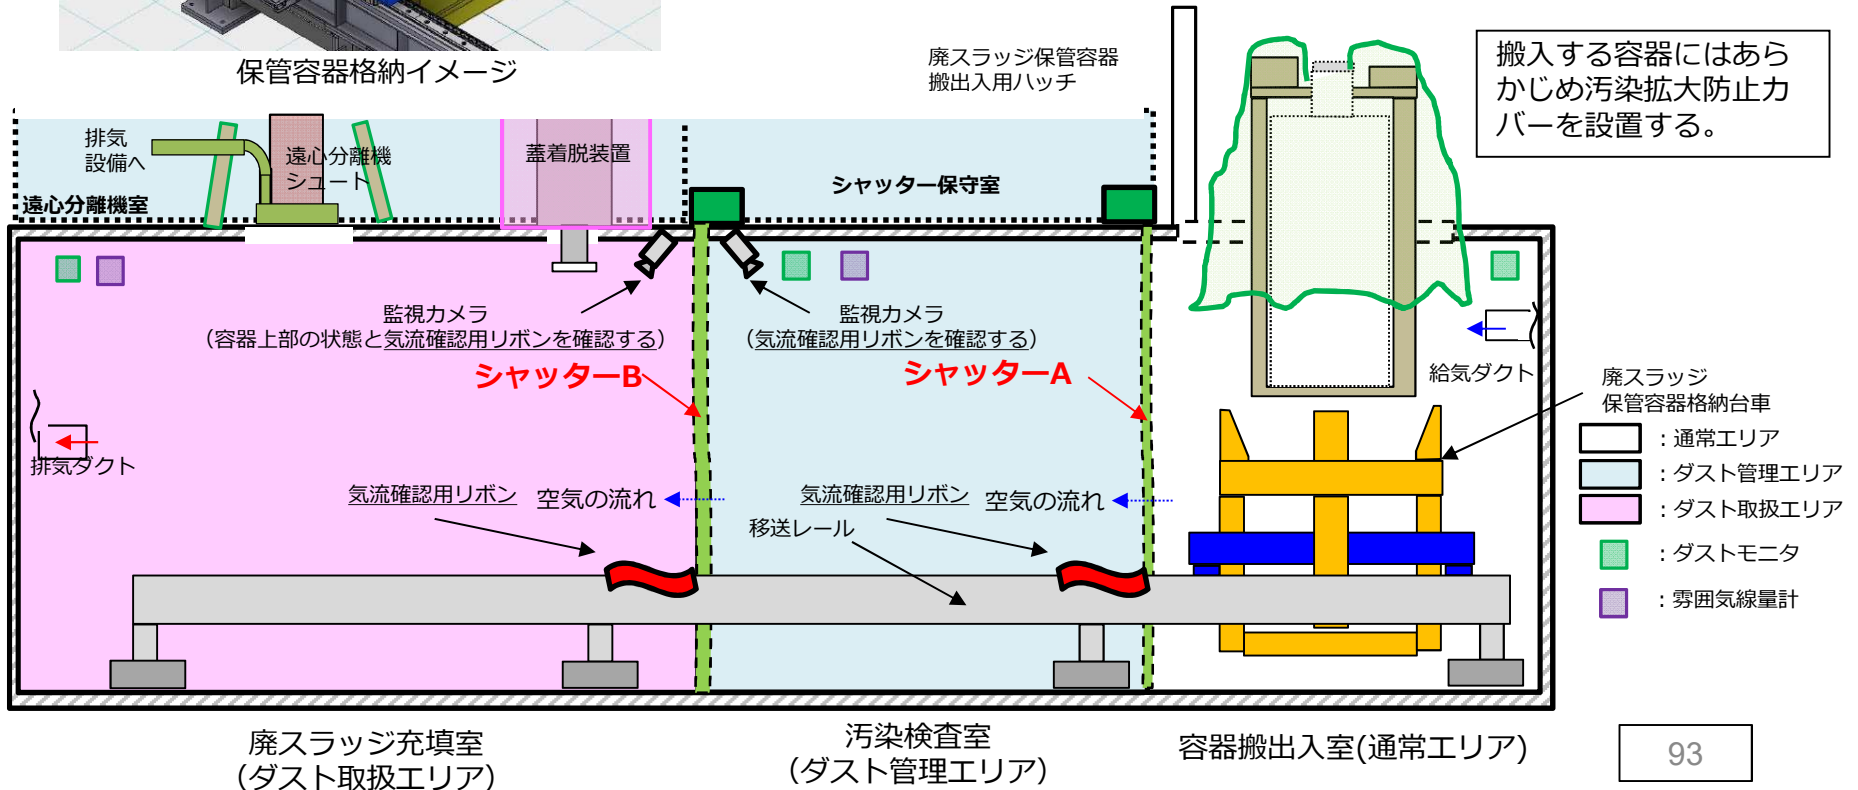 保管容器格納イメージ
廃スラッジ保管容器
搬出入用ハッチ
搬入する容器にはあら
かじめ汚染拡大防止カ
バーを設置する。
排気
設備へ
遠心分離機
シュート
蓋着脱装置
シャッター保守室
遠心分離機室
監視カメラ
（容器上部の状態と気流確認用リボンを確認する）
監視カメラ
（気流確認用リボンを確認する）
シャッターB
シャッターA
給気ダクト
廃スラッジ
保管容器格納台車
：通常エリア
：ダスト管理エリア
：ダスト取扱エリア
：ダストモニタ
：雰囲気線量計
排気ダクト
気流確認用リボン
空気の流れ
気流確認用リボン
空気の流れ
移送レール
廃スラッジ充填室
（ダスト取扱エリア）
汚染検査室
（ダスト管理エリア）
容器搬出入室(通常エリア)
93